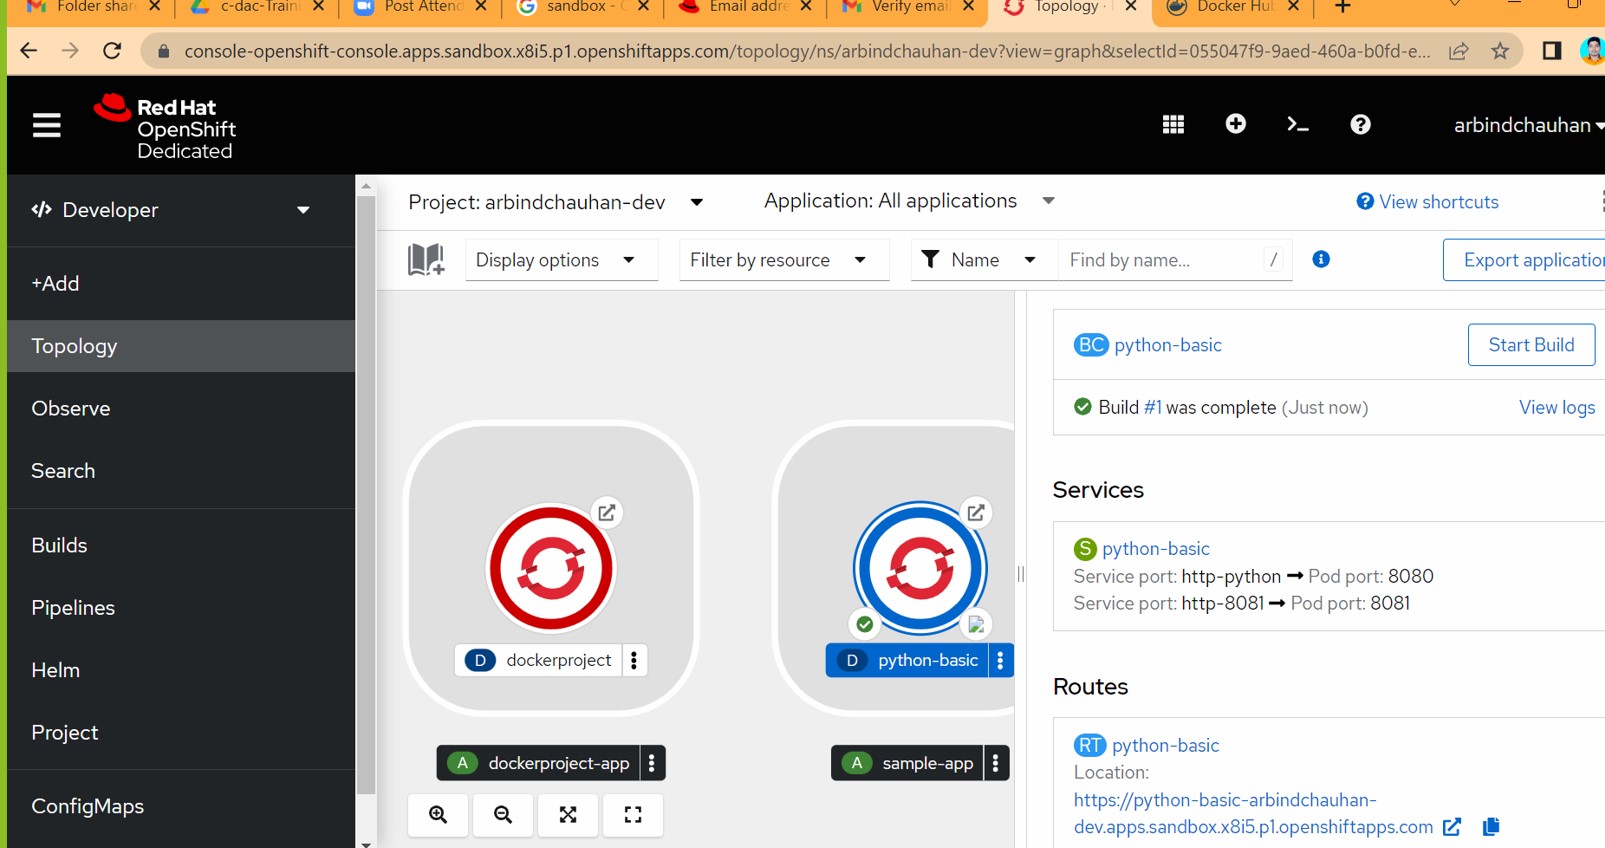 Folder shar
c-dac-Train
Post Attend
sandbox -
Email addre
Verify email
Topology
Docker Hu
console-openshift-console.apps.sandbox.x8i5.p1.openshiftapps.com/topology/ns/arbindchauhan-dev?view=graph&selectId=055047f9-9aed-460a-b0fd-e...
Red Hat
OpenShift
Dedicated
arbindchauhan
Developer
+Add
Topology
Observe
Search
Builds
Pipelines
Helm
Project
ConfigMaps
Project: arbindchauhan-dev
Application: All applications
View shortcuts
Display options
Filter by resource
Name
Find by name...
/
Export applicatio
D dockerproject
A dockerproject-app
D python-basic
A sample-app
BC python-basic
Start Build
Build #1 was complete (Just now)
View logs
Services
S python-basic
Service port: http-python ➞ Pod port: 8080
Service port: http-8081 ➞ Pod port: 8081
Routes
RT python-basic
Location:
https://python-basic-arbindchauhan-
dev.apps.sandbox.x8i5.p1.openshiftapps.com